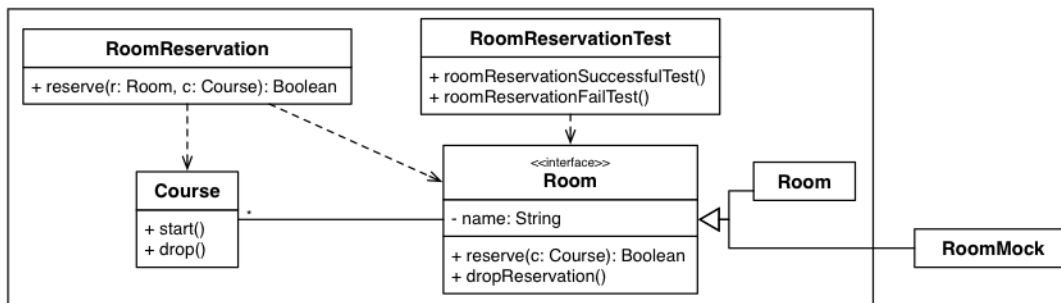 RoomReservation
+ reserve(r: Room, c: Course): Boolean
RoomReservationTest
+ roomReservationSuccessfulTest()
+ roomReservationFailTest()
Course
+ start()
+ drop()
*
<<interface>>
Room
- name: String
+ reserve(c: Course): Boolean
+ dropReservation()
Room
RoomMock